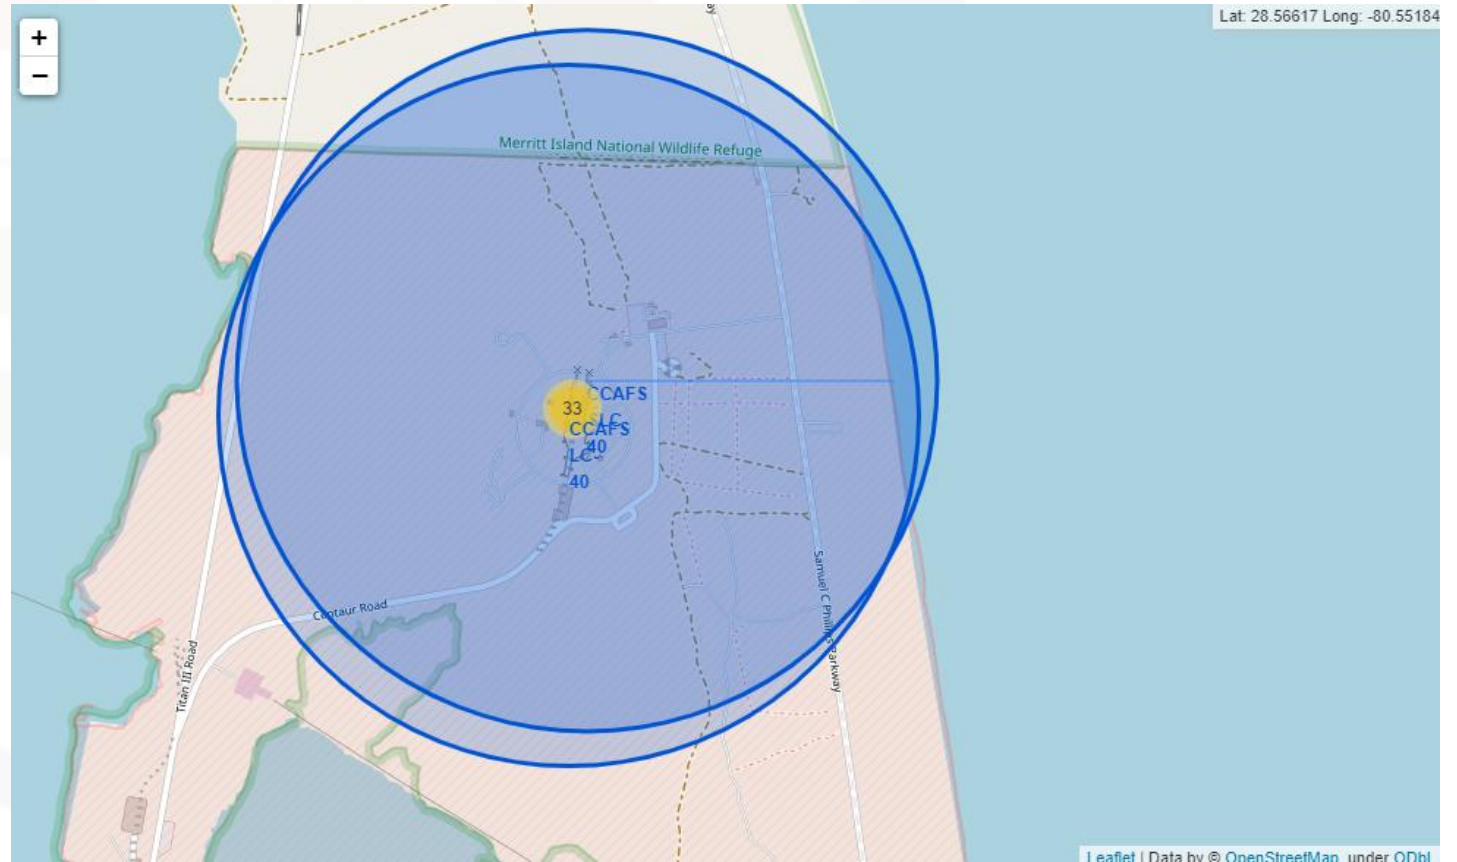 +
−
Lat: 28.56617 Long: -80.55184
Merritt Island National Wildlife Refuge
CCAFS
33
SLC
CCAFS
40
LC-
40
Samuel C Phillips Parkway
Centaur Road
Titan III Road
Leaflet | Data by © OpenStreetMap, under ODbL